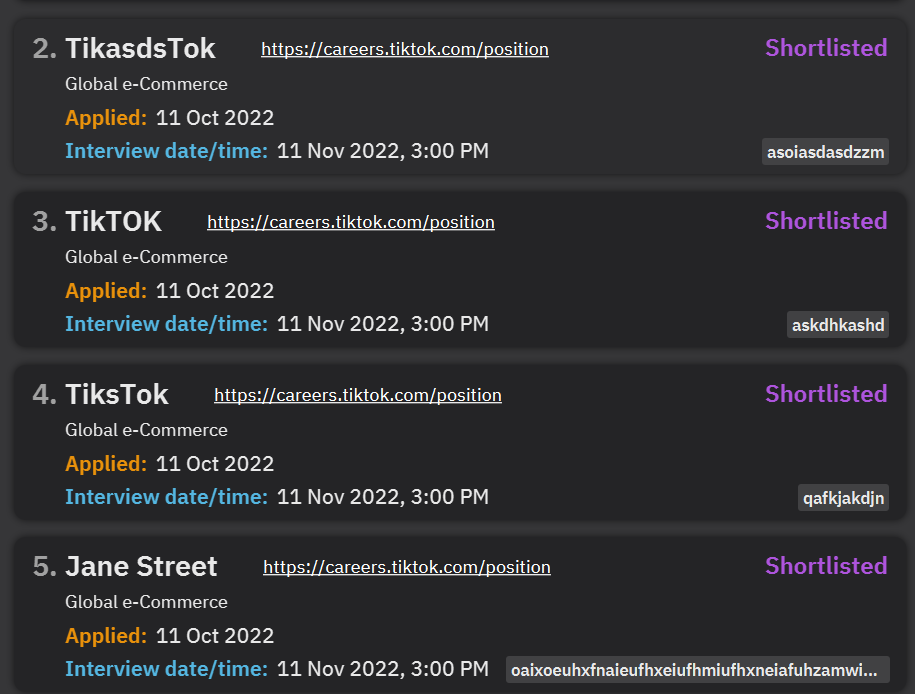 2. TikasdsTok https://careers.tiktok.com/position Shortlisted
Global e-Commerce
Applied: 11 Oct 2022
Interview date/time: 11 Nov 2022, 3:00 PM asoiasdasdzzm
3. TikTOK https://careers.tiktok.com/position Shortlisted
Global e-Commerce
Applied: 11 Oct 2022
Interview date/time: 11 Nov 2022, 3:00 PM askdhkashd
4. TiksTok https://careers.tiktok.com/position Shortlisted
Global e-Commerce
Applied: 11 Oct 2022
Interview date/time: 11 Nov 2022, 3:00 PM qafkjakdjn
5. Jane Street https://careers.tiktok.com/position Shortlisted
Global e-Commerce
Applied: 11 Oct 2022
Interview date/time: 11 Nov 2022, 3:00 PM oaixoeuhxfnaieufhxeiufhmiufhxneiafuhzamwi...